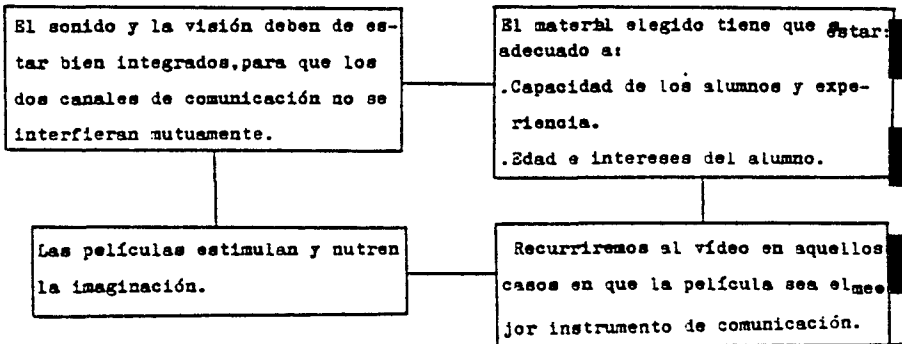 El sonido y la visión deben de es-
tar bien integrados,para que los
dos canales de comunicación no se
interfieran mutuamente.
El material elegido tiene que estar:
adecuado a:
.Capacidad de los alumnos y expe-
riencia.
.Edad e intereses del alumno.
Las películas estimulan y nutren
la imaginación.
Recurriremos al vídeo en aquellos
casos en que la película sea el me-
jor instrumento de comunicación.